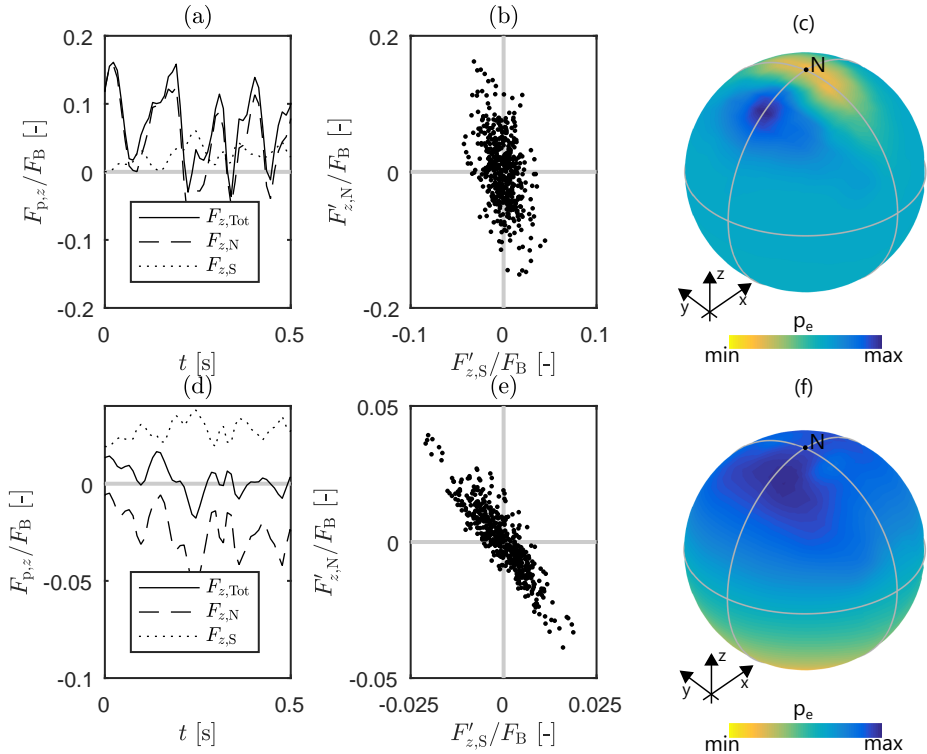 (a)
0.2
0.1
0
-0.1
0.2
F_{p,z}/F_B [-]
F_{z,Tot}
F_{z,N}
F_{z,S}
0
0.5
t [s]
(b)
0.2
0
-0.2
F'_{z,N}/F_B [-]
-0.1
0
0.1
F'_{z,S}/F_B [-]
(c)
N
z
y
x
p_e
min
max
(d)
0
-0.05
-0.1
F_{p,z}/F_B [-]
F_{z,Tot}
F_{z,N}
F_{z,S}
0
0.5
t [s]
(e)
0.05
0
-0.05
F'_{z,N}/F_B [-]
-0.025
0
0.025
F'_{z,S}/F_B [-]
(f)
N
z
y
x
p_e
min
max